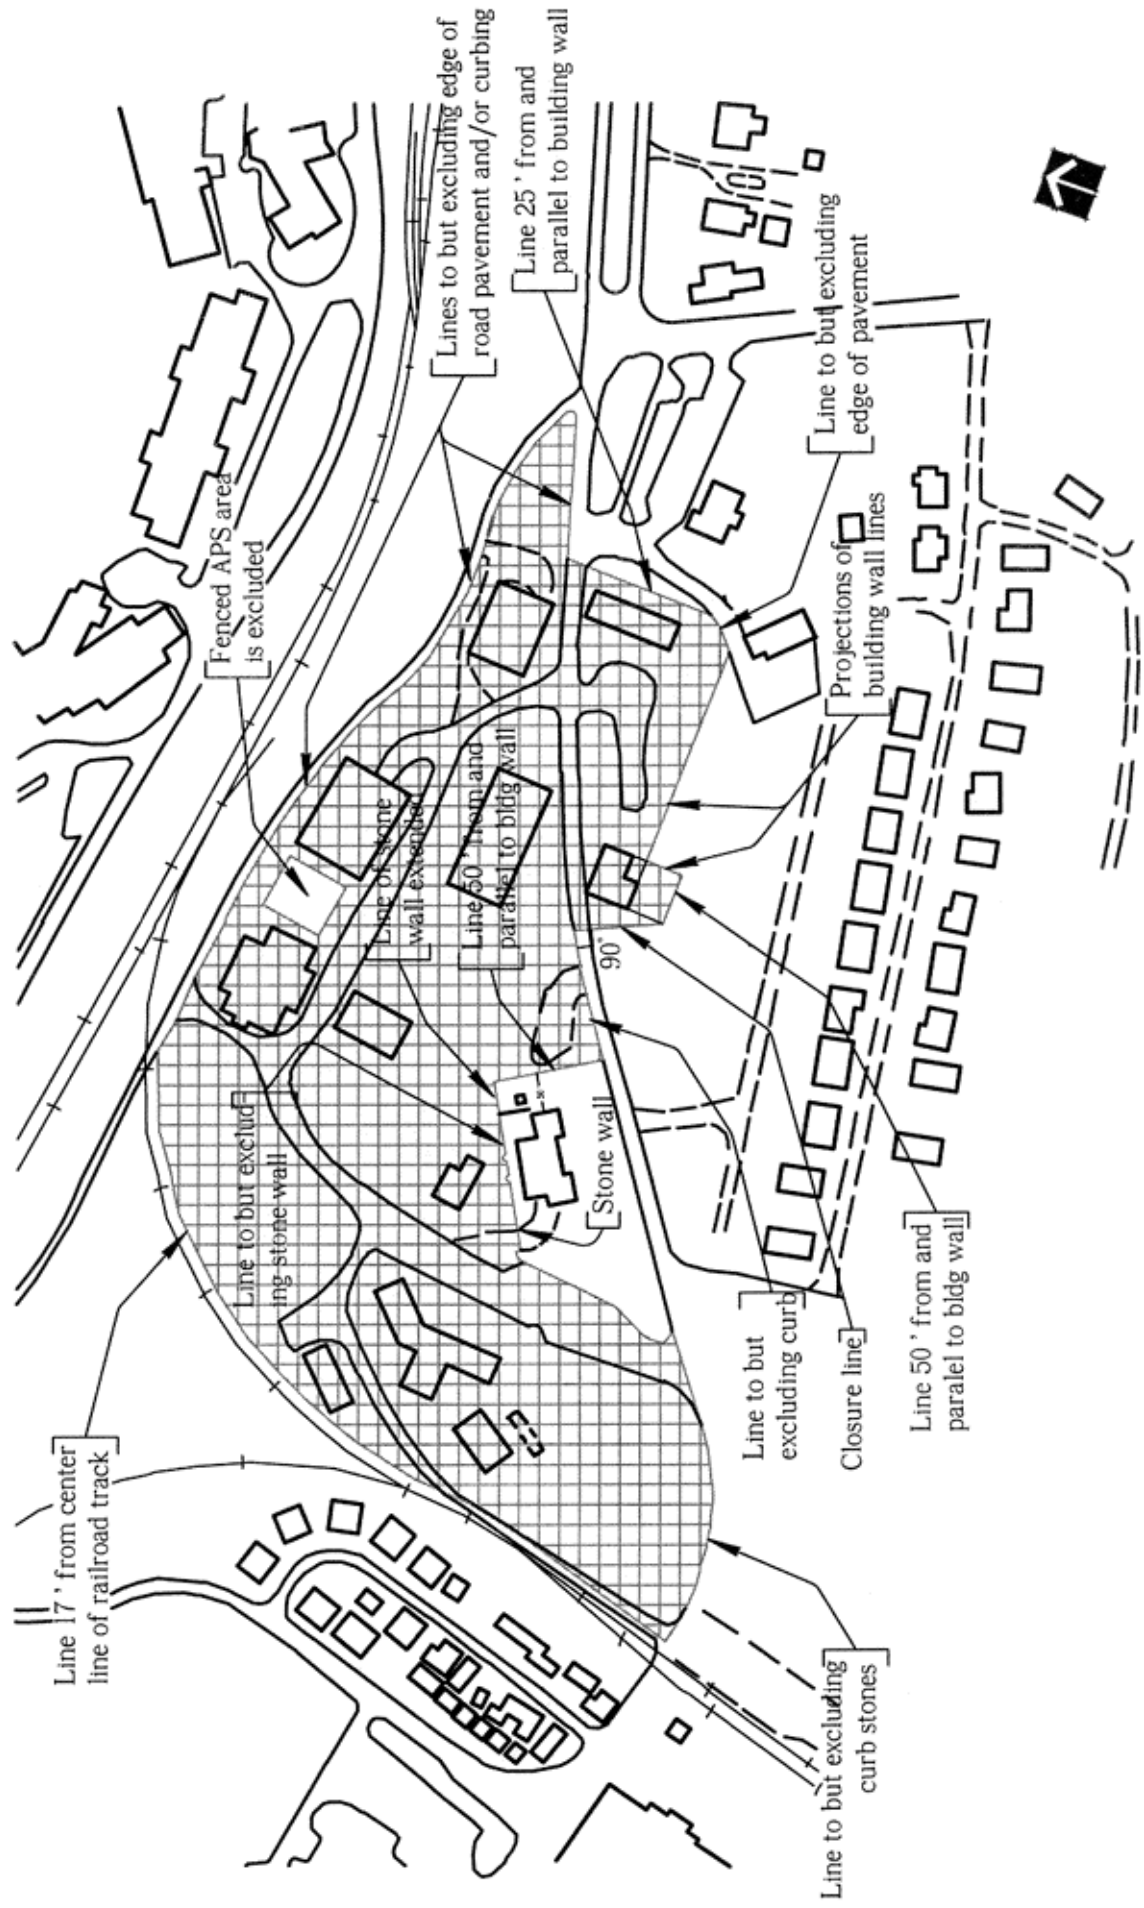 Lines to but excluding edge of
road pavement and/or curbing
Line 25 ' from and
parallel to building wall
Line to but excluding
edge of pavement
Fenced APS area
is excluded
Projections of
building wall lines
Line of stone
wall extended
Line 50 ' from and
parallel to bldg wall
90°
Line to but exclud-
ing stone wall
Stone wall
Line to but
excluding curb
Closure line
Line 50 ' from and
paralel to bldg wall
Line 17 ' from center
line of railroad track
Line to but excluding
curb stones